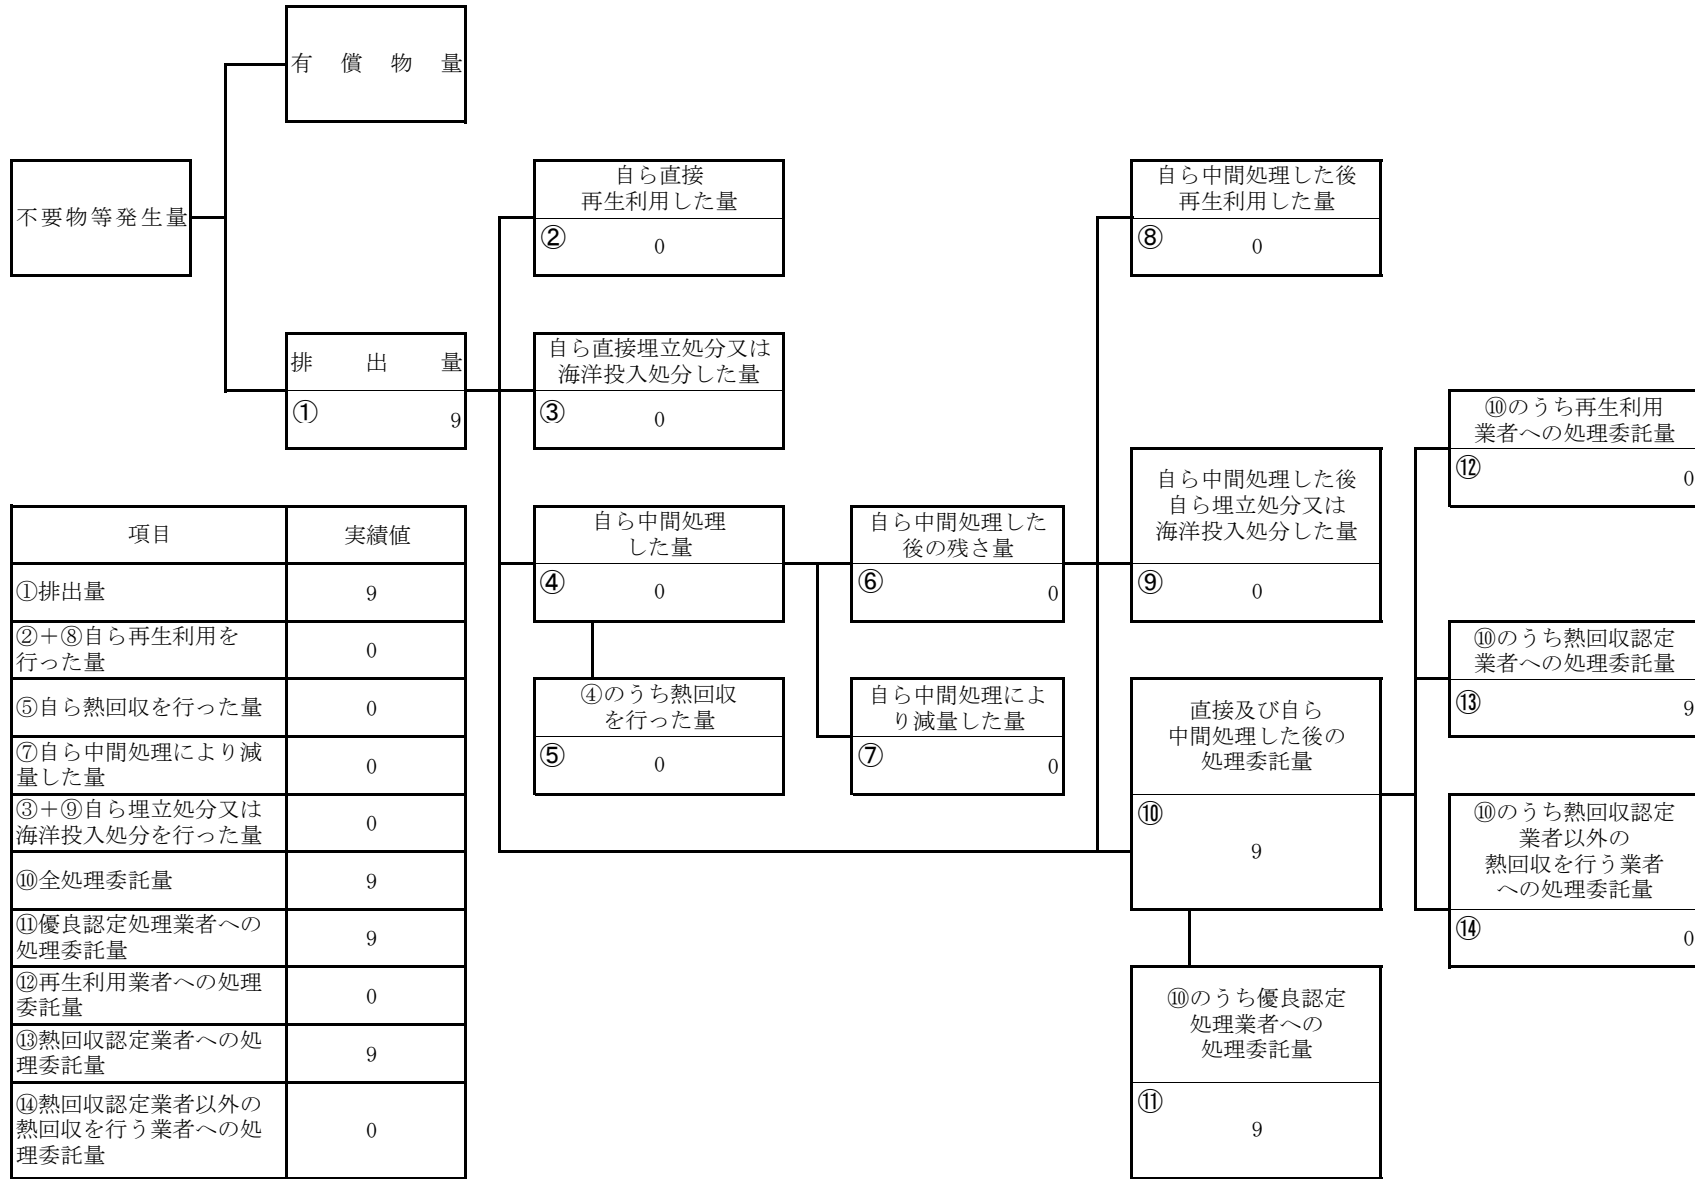 有償物量
不要物等発生量
排出量
① 9
自ら直接
再生利用した量
② 0
自ら直接埋立処分又は
海洋投入処分した量
③ 0
自ら中間処理
した量
④ 0
④のうち熱回収
を行った量
⑤ 0
自ら中間処理した
後の残さ量
⑥ 0
自ら中間処理によ
り減量した量
⑦ 0
自ら中間処理した後
再生利用した量
⑧ 0
自ら中間処理した後
自ら埋立処分又は
海洋投入処分した量
⑨ 0
直接及び自ら
中間処理した後の
処理委託量
⑩
9
⑩のうち優良認定
処理業者への
処理委託量
⑪
9
⑩のうち再生利用
業者への処理委託量
⑫ 0
⑩のうち熱回収認定
業者への処理委託量
⑬ 9
⑩のうち熱回収認定
業者以外の
熱回収を行う業者
への処理委託量
⑭ 0
項目 実績値
①排出量 9
②＋⑧自ら再生利用を
行った量 0
⑤自ら熱回収を行った量 0
⑦自ら中間処理により減
量した量 0
③＋⑨自ら埋立処分又は
海洋投入処分を行った量 0
⑩全処理委託量 9
⑪優良認定処理業者への
処理委託量 9
⑫再生利用業者への処理
委託量 0
⑬熱回収認定業者への処
理委託量 9
⑭熱回収認定業者以外の
熱回収を行う業者への処 0
理委託量